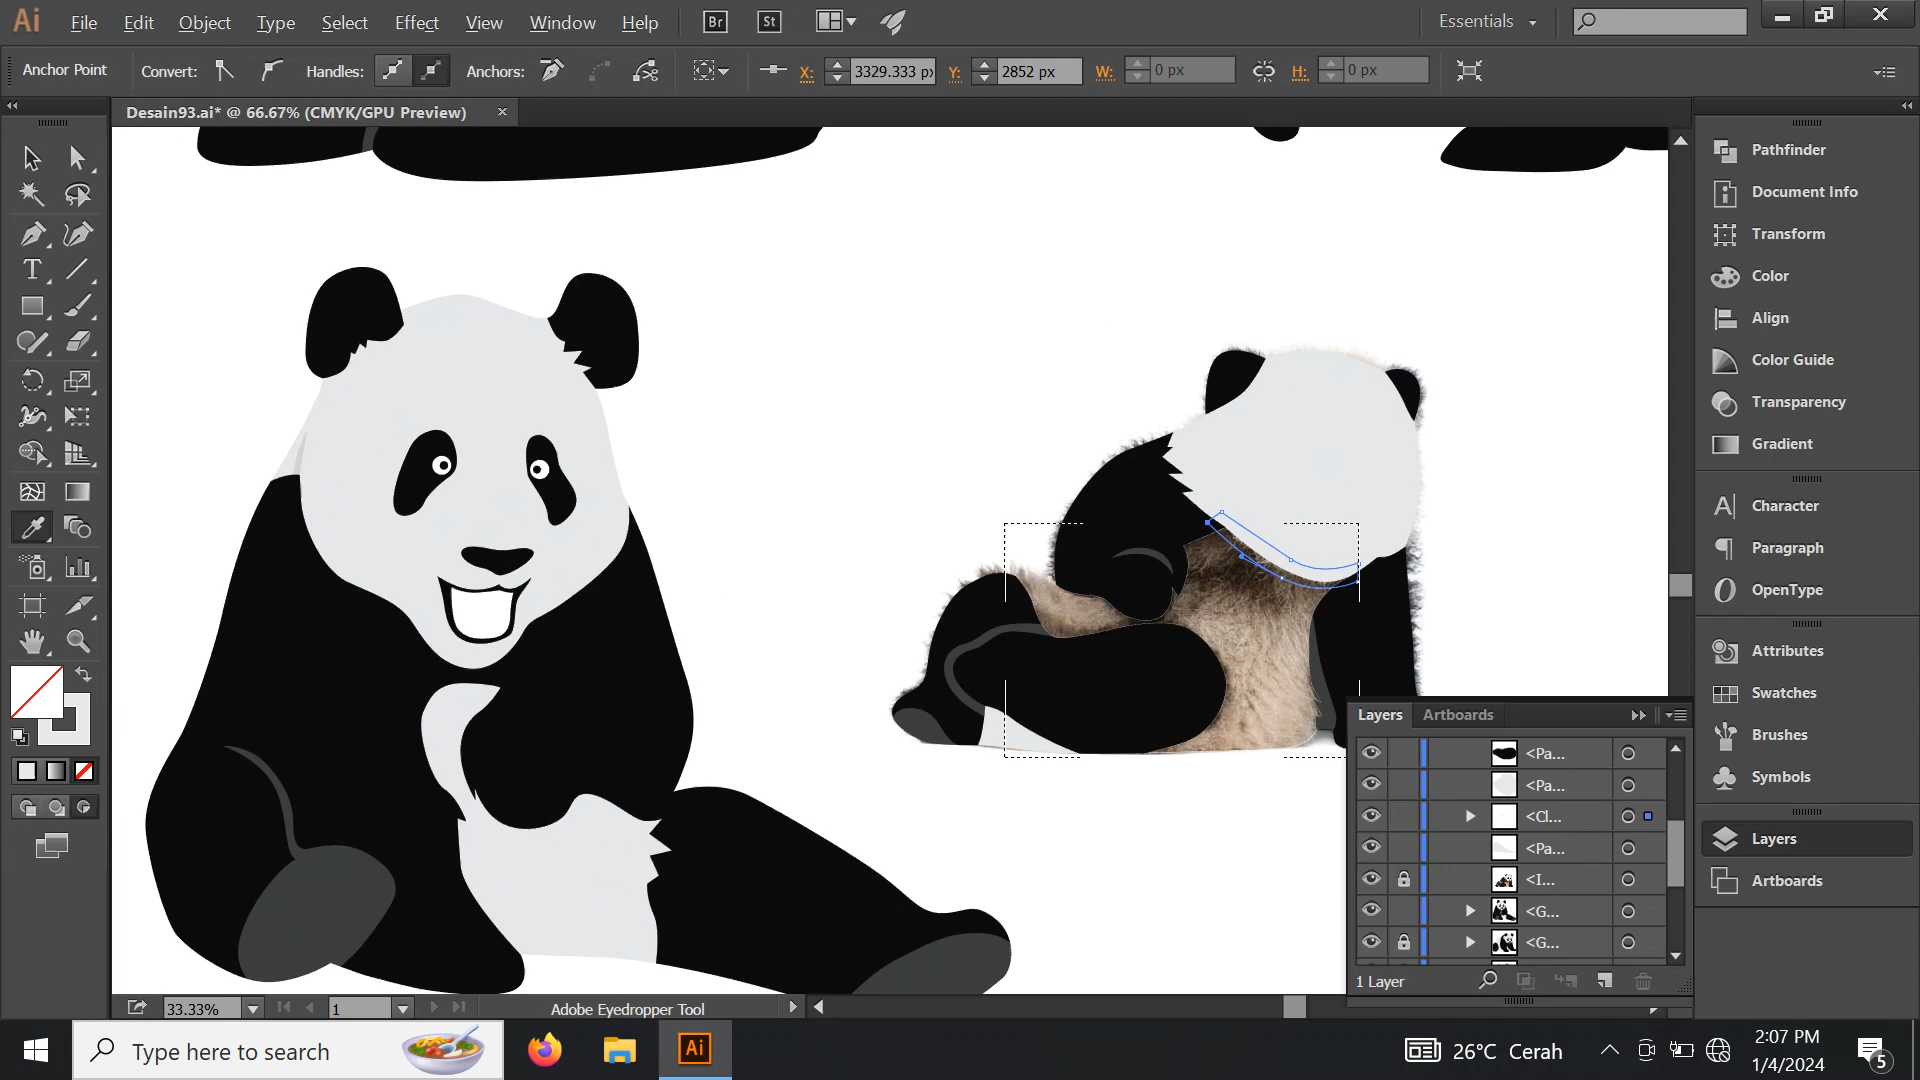 Ai File Edit Object Type Select Effect View Window Help Br St Essentials
Anchor Point Convert: Handles: Anchors: X: 3329.333 px Y: 2852 px W: 0 px H: 0 px
Desain93.ai* @ 66.67% (CMYK/GPU Preview)
Pathfinder
Document Info
Transform
Color
Align
Color Guide
Transparency
Gradient
Character
Paragraph
OpenType
Attributes
Swatches
Brushes
Symbols
Layers
Artboards
Layers Artboards
<Pa...
<Pa...
<Cl...
<Pa...
<I...
<G...
<G...
1 Layer
33.33% 1 Adobe Eyedropper Tool
Type here to search Ai 26°C Cerah 2:07 PM
1/4/2024 5